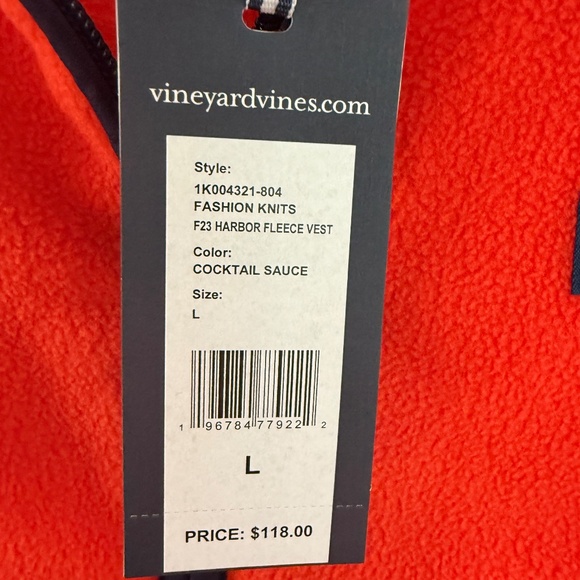 vineyardvines.com
Style:
1K004321-804
FASHION KNITS
F23 HARBOR FLEECE VEST
Color:
COCKTAIL SAUCE
Size:
L
1 96784 77922 2
L
PRICE: $118.00